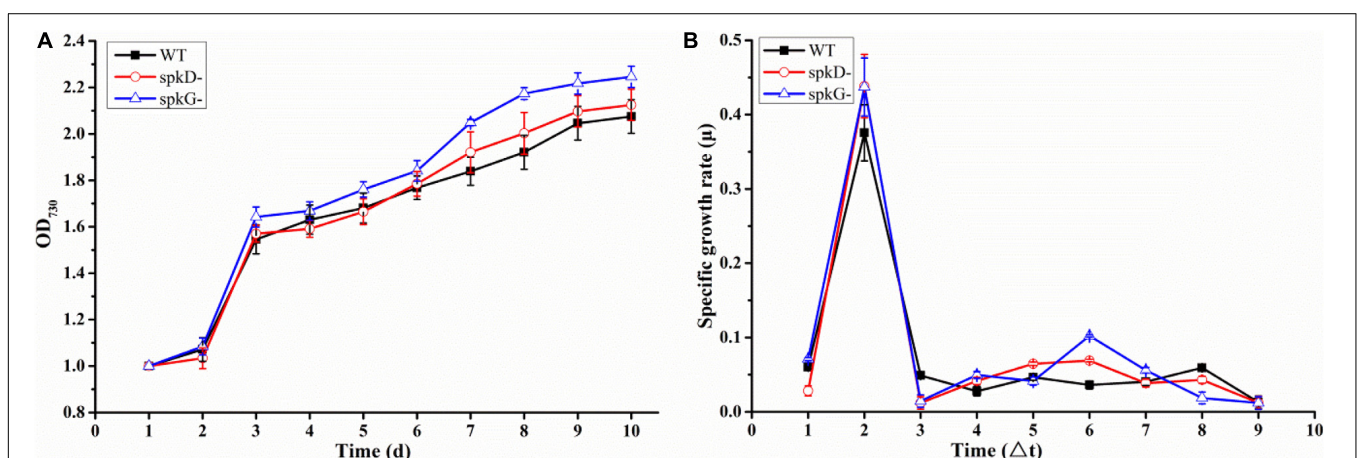 A
WT
spkD-
spkG-
OD730
2.4
2.2
2.0
1.8
1.6
1.4
1.2
1.0
0.8
0 1 2 3 4 5 6 7 8 9 10
Time (d)
B
WT
spkD-
spkG-
Specific growth rate (μ)
0.5
0.4
0.3
0.2
0.1
0.0
0 1 2 3 4 5 6 7 8 9 10
Time (△t)